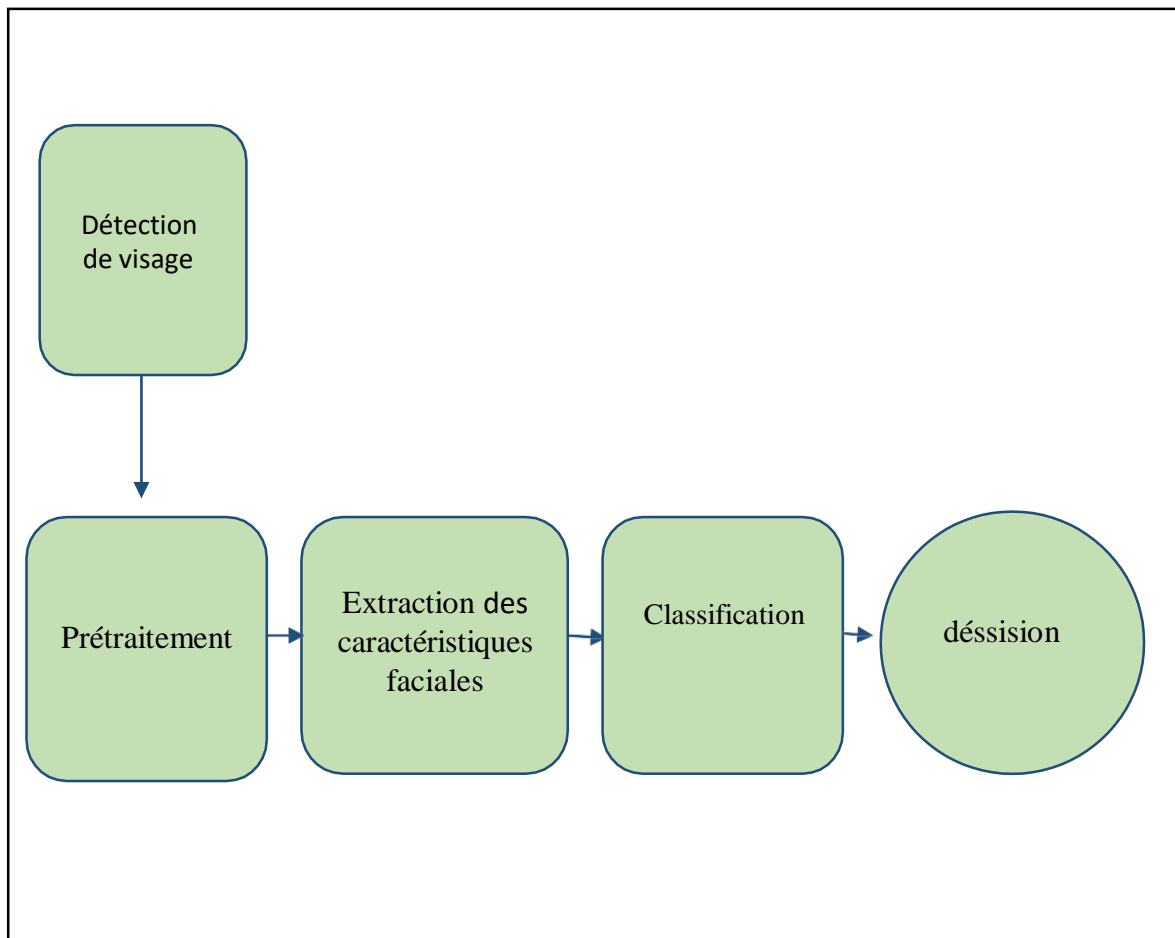 Détection
de visage
Prétraitement
Extraction des
caractéristiques
faciales
Classification
déssision